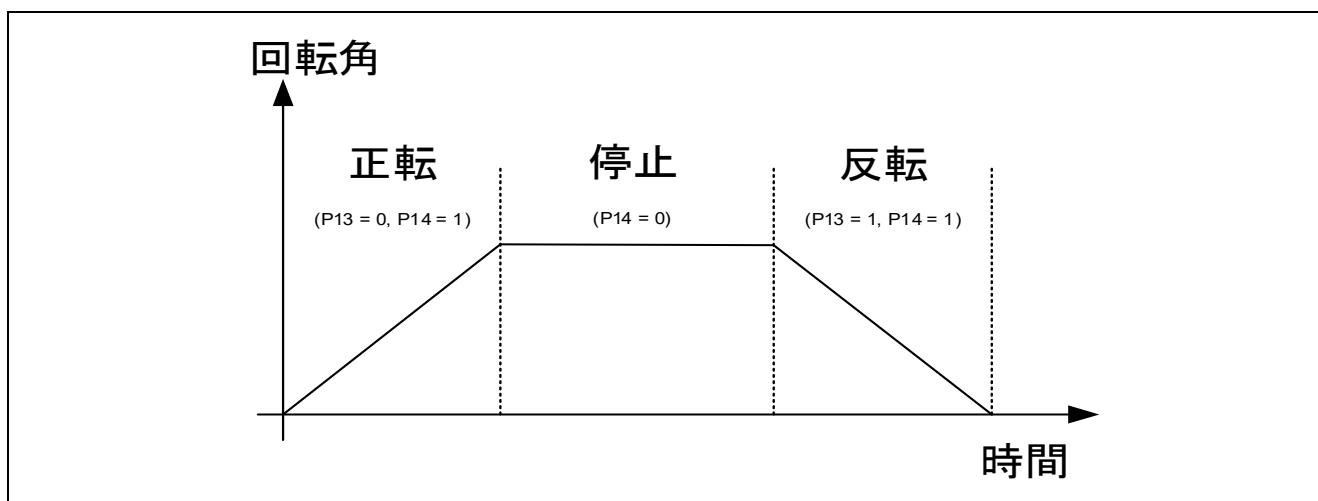 回転角
正転
停止
反転
(P13 = 0, P14 = 1)
(P14 = 0)
(P13 = 1, P14 = 1)
時間